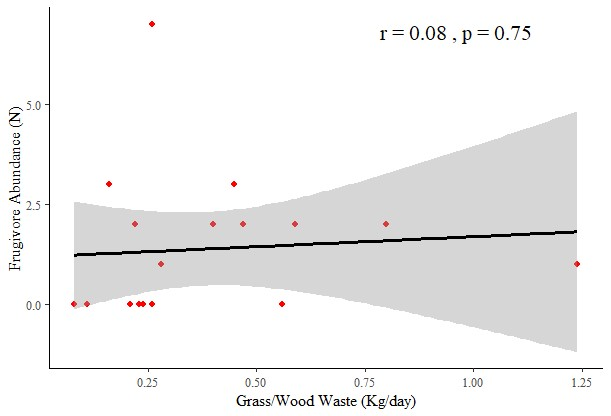 r = 0.08 , p = 0.75
Frugivore Abundance (N)
5.0
2.5
0.0
0.25
0.50
0.75
1.00
1.25
Grass/Wood Waste (Kg/day)